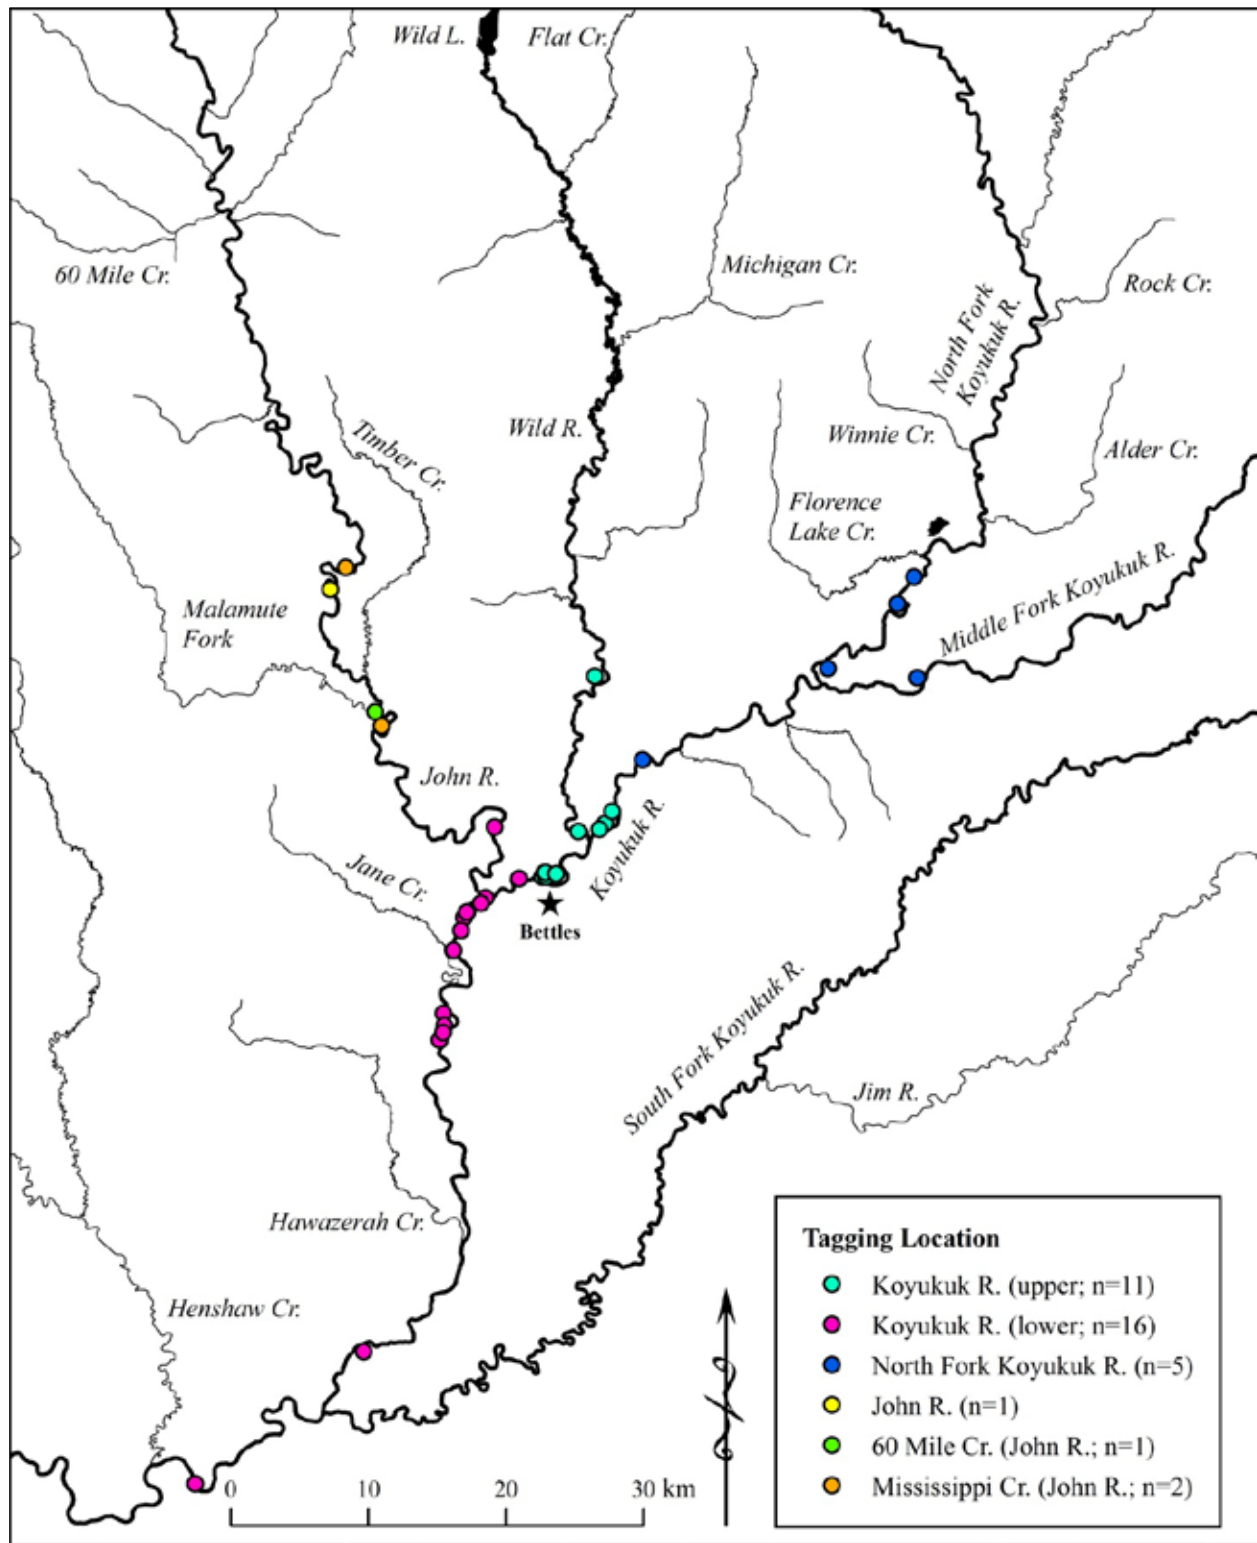 Wild L.
Flat Cr.
60 Mile Cr.
Michigan Cr.
Rock Cr.
North Fork
Koyukuk R.
Timber Cr.
Wild R.
Winnie Cr.
Alder Cr.
Florence
Lake Cr.
Middle Fork Koyukuk R.
Malamute
Fork
John R.
Koyukuk R.
Jane Cr.
Bettles
South Fork Koyukuk R.
Jim R.
Hawazerah Cr.
Henshaw Cr.
Tagging Location
Koyukuk R. (upper; n=11)
Koyukuk R. (lower; n=16)
North Fork Koyukuk R. (n=5)
John R. (n=1)
60 Mile Cr. (John R.; n=1)
Mississippi Cr. (John R.; n=2)
0 10 20 30 km